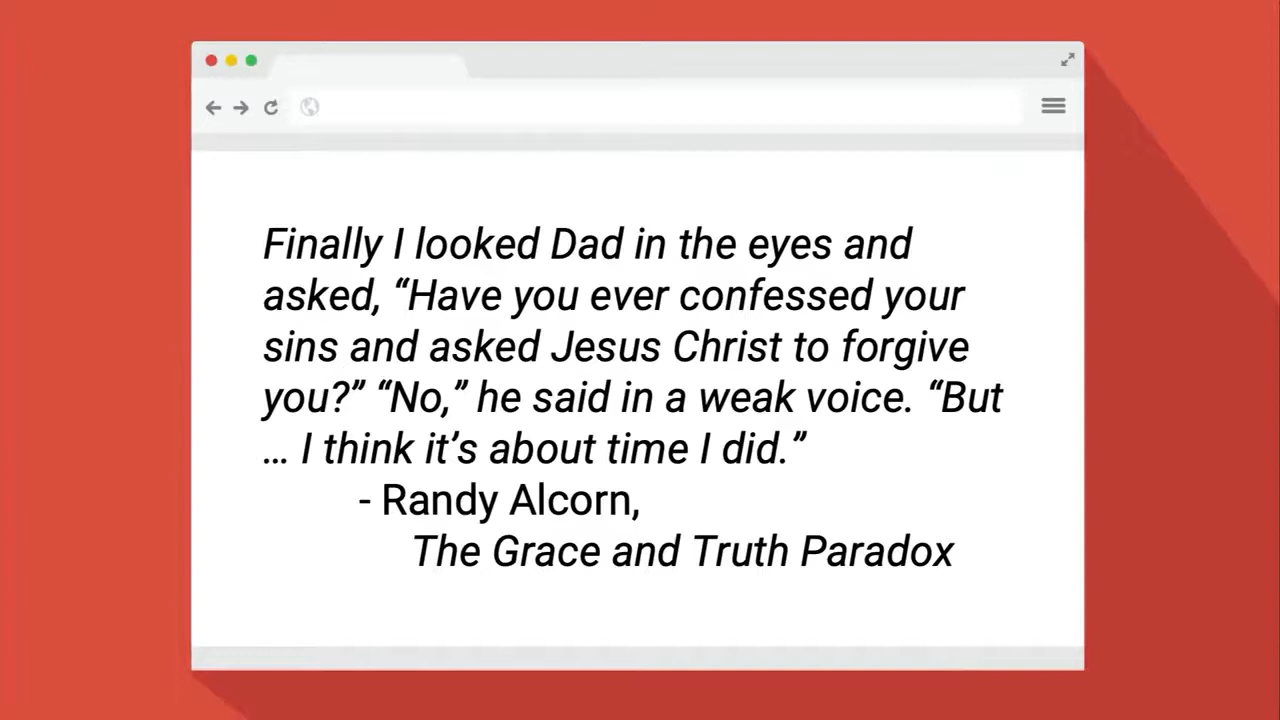 Finally I looked Dad in the eyes and
asked, “Have you ever confessed your
sins and asked Jesus Christ to forgive
you?” “No,” he said in a weak voice. “But
… I think it’s about time I did.”
- Randy Alcorn,
The Grace and Truth Paradox